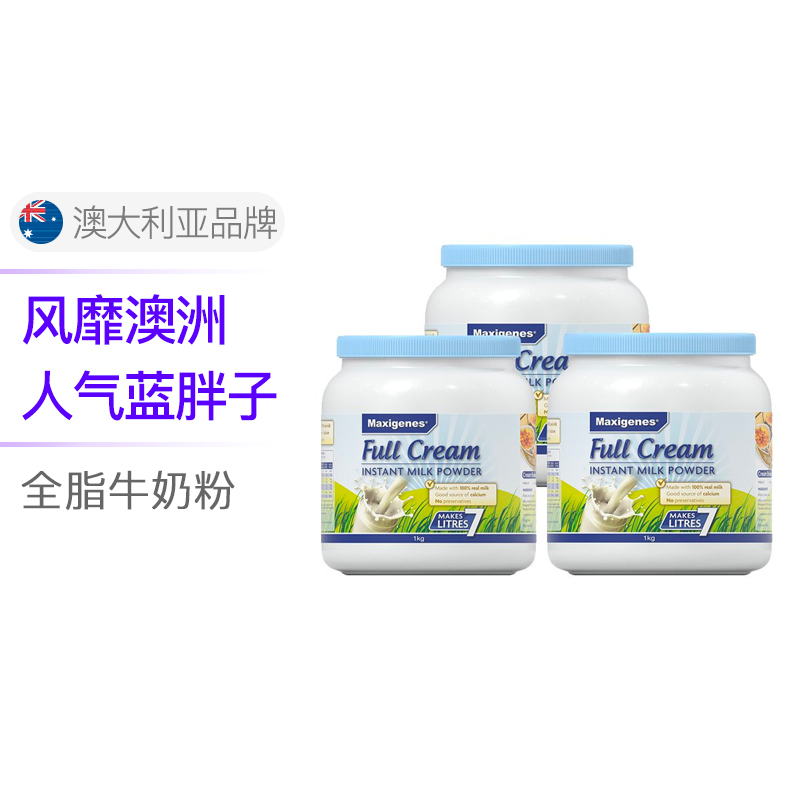 澳大利亚品牌
风靡澳洲
人气蓝胖子
全脂牛奶粉
Maxigenes®
Maxigenes®
Full Cream
INSTANT MILK POWDER
Made with 100% real milk
Good source of calcium
No preservatives
MAKES
7
LITRES
1kg
Maxigenes®
Full Cream
INSTANT MILK POWDER
Made with 100% real milk
Good source of calcium
No preservatives
MAKES
7
LITRES
1kg